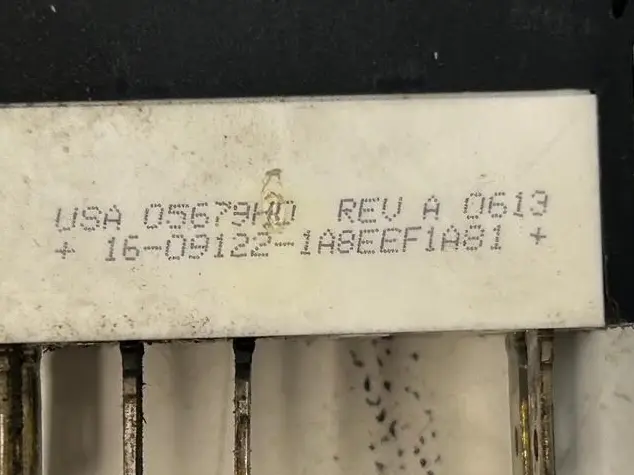 USA 05679HD REV A 0613
+ 16-09122-1A8EEF1A81 +